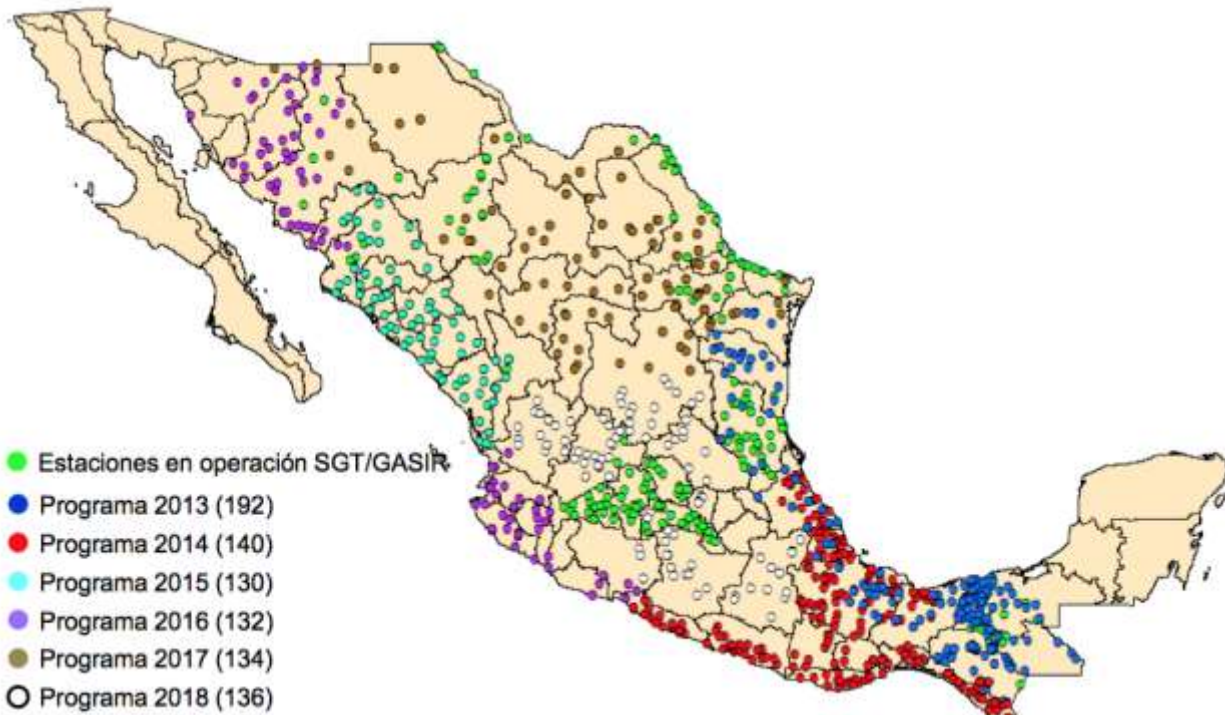 Estaciones en operación SGT/GASIR
Programa 2013 (192)
Programa 2014 (140)
Programa 2015 (130)
Programa 2016 (132)
Programa 2017 (134)
Programa 2018 (136)